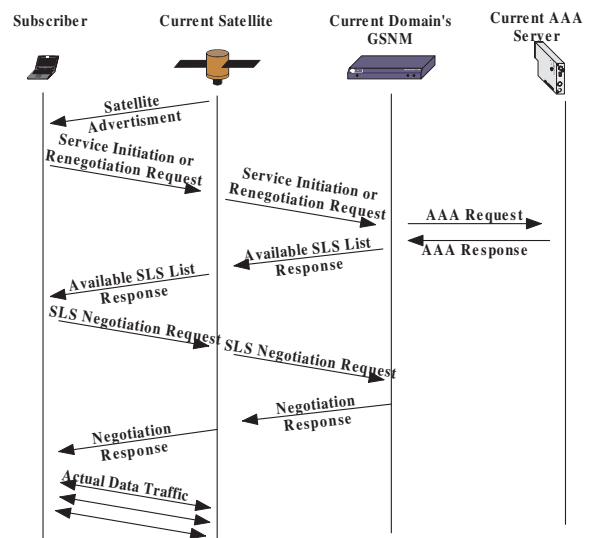 Subscriber
Current Satellite
Current Domain's
GSNM
Current AAA
Server
Satellite
Advertisment
Service Initiation or
Renegotiation Request
Service Initiation or
Renegotiation Request
AAA Request
AAA Response
Available SLS List
Response
Available SLS List
Response
SLS Negotiation Request
SLS Negotiation Request
Negotiation
Response
Negotiation
Response
Actual Data Traffic